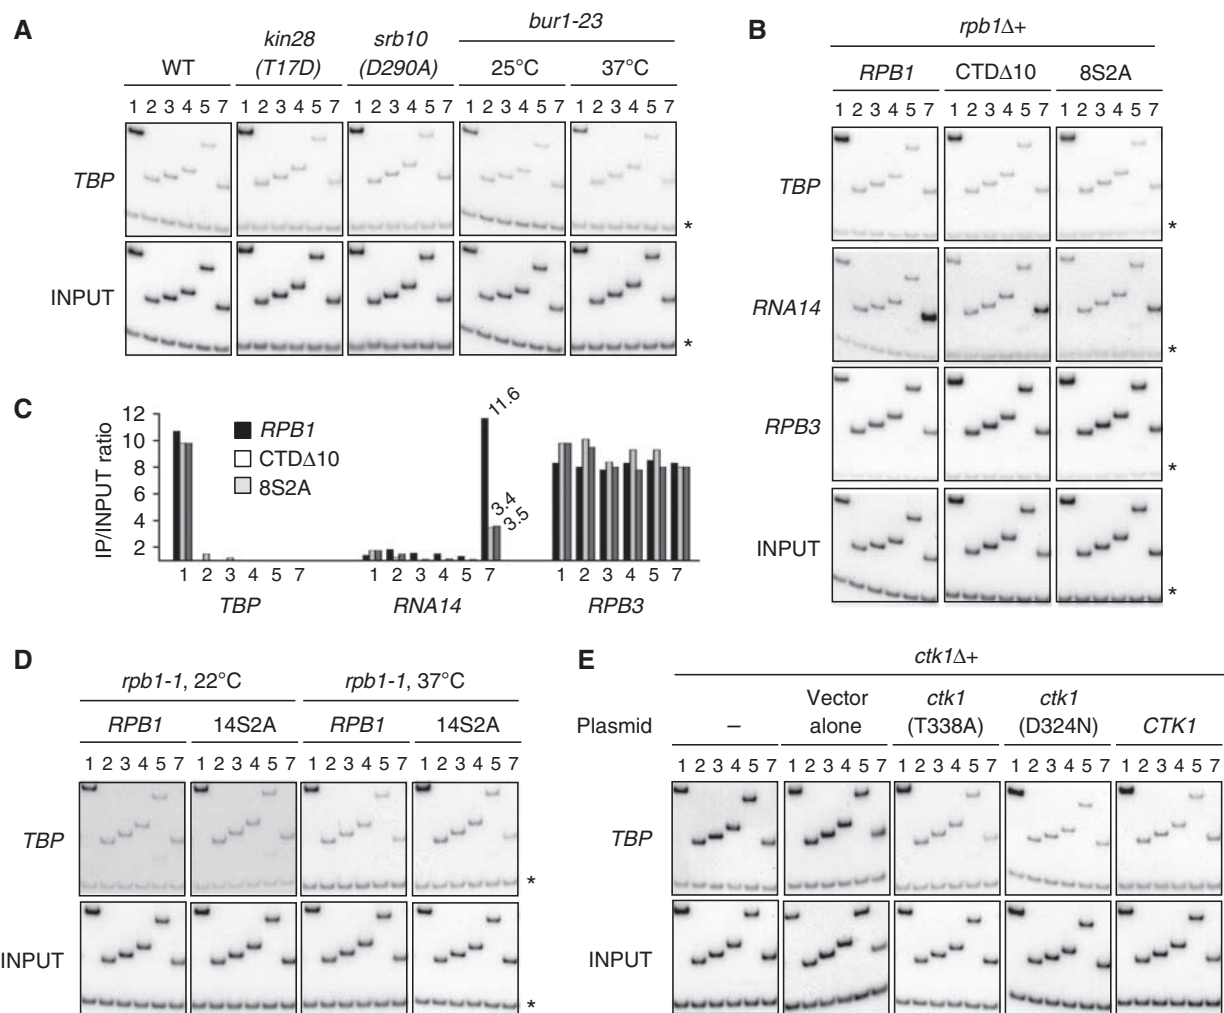 A
bur1-23
kin28 srb10
WT (T17D) (D290A) 25°C 37°C
1 2 3 4 5 7 1 2 3 4 5 7 1 2 3 4 5 7 1 2 3 4 5 7 1 2 3 4 5 7
TBP
*
INPUT
*
B
rpb1Δ+
RPB1 CTDΔ10 8S2A
1 2 3 4 5 7 1 2 3 4 5 7 1 2 3 4 5 7
TBP
*
RNA14
*
RPB3
*
INPUT
*
C
IP/INPUT ratio
12
10
8
6
4
2
RPB1
CTDΔ10
8S2A
11.6
3.4
3.5
1 2 3 4 5 7 1 2 3 4 5 7 1 2 3 4 5 7
TBP RNA14 RPB3
D
rpb1-1, 22°C rpb1-1, 37°C
RPB1 14S2A RPB1 14S2A
1 2 3 4 5 7 1 2 3 4 5 7 1 2 3 4 5 7 1 2 3 4 5 7
TBP
*
INPUT
*
E
ctk1Δ+
Vector ctk1 ctk1
Plasmid – alone (T338A) (D324N) CTK1
1 2 3 4 5 7 1 2 3 4 5 7 1 2 3 4 5 7 1 2 3 4 5 7 1 2 3 4 5 7
TBP
INPUT